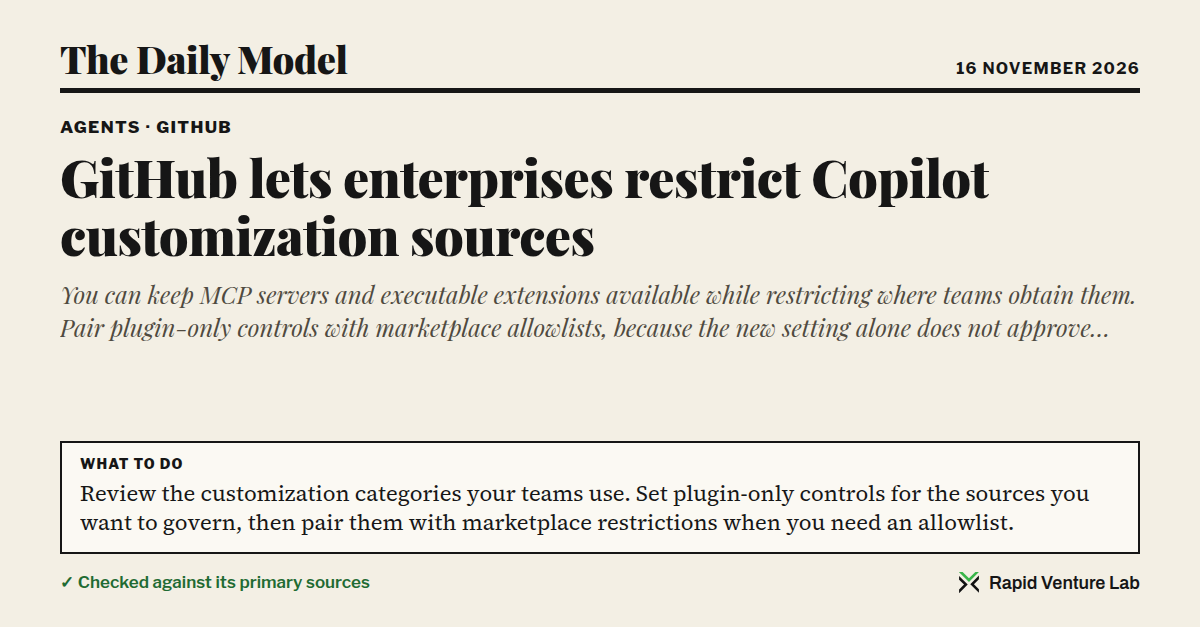 The Daily Model
16 NOVEMBER 2026
AGENTS · GITHUB
GitHub lets enterprises restrict Copilot
customization sources
You can keep MCP servers and executable extensions available while restricting where teams obtain them.
Pair plugin-only controls with marketplace allowlists, because the new setting alone does not approve...
WHAT TO DO
Review the customization categories your teams use. Set plugin-only controls for the sources you
want to govern, then pair them with marketplace restrictions when you need an allowlist.
✓ Checked against its primary sources
Rapid Venture Lab